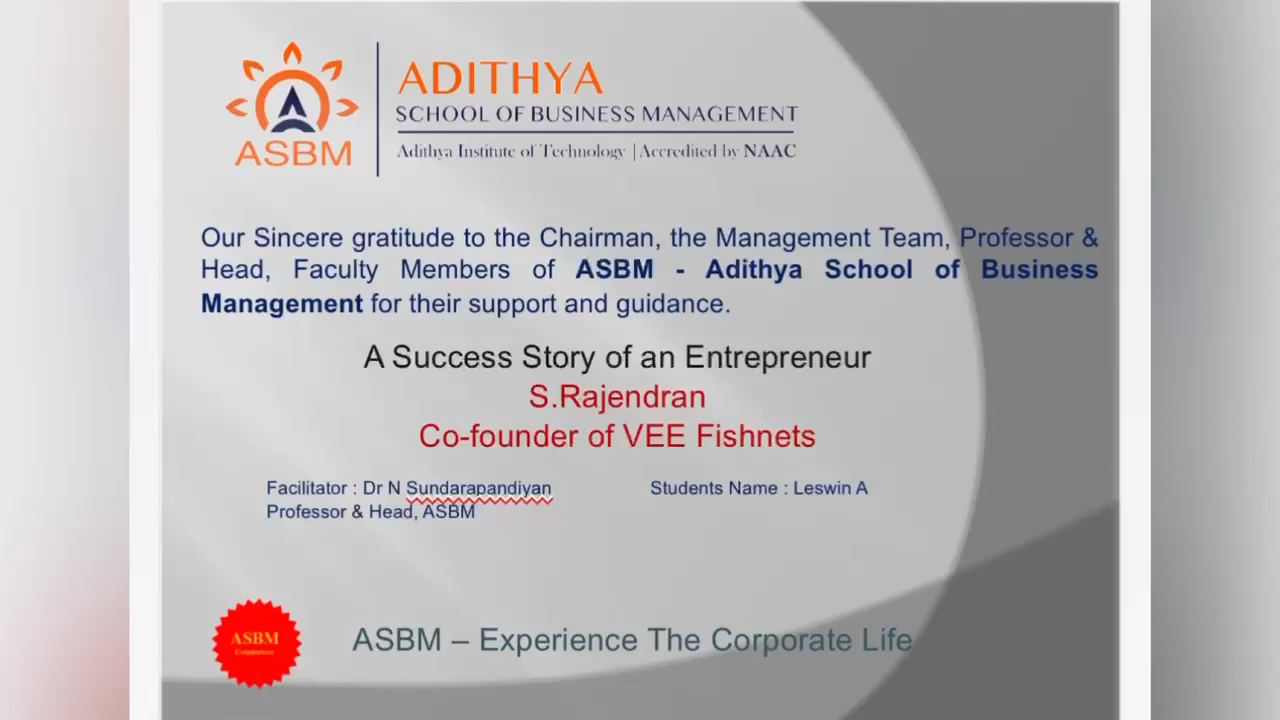 ASBM
ADITHYA
SCHOOL OF BUSINESS MANAGEMENT
Adithya Institute of Technology | Accredited by NAAC
Our Sincere gratitude to the Chairman, the Management Team, Professor &
Head, Faculty Members of ASBM - Adithya School of Business
Management for their support and guidance.
A Success Story of an Entrepreneur
S.Rajendran
Co-founder of VEE Fishnets
Facilitator : Dr N Sundarapandiyan
Professor & Head, ASBM
Students Name : Leswin A
ASBM
Coimbatore
ASBM – Experience The Corporate Life